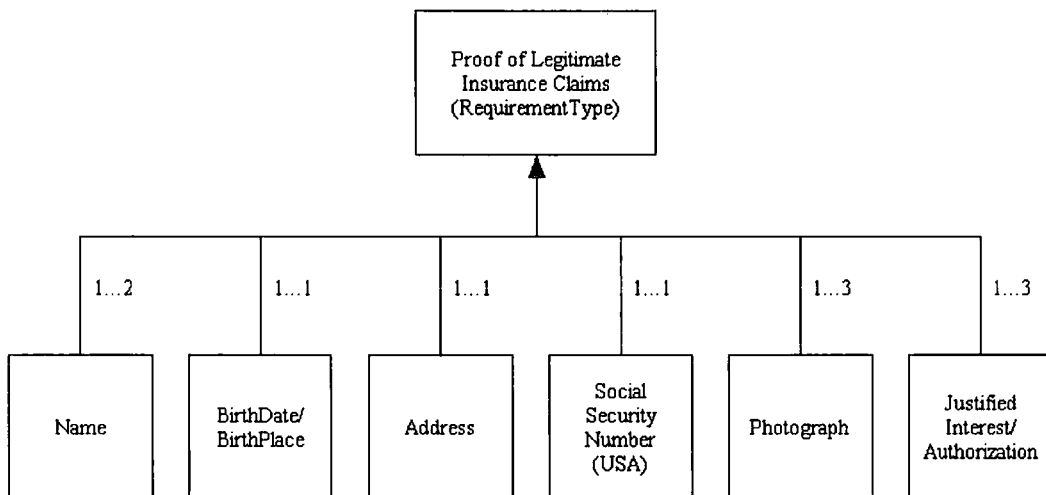 Proof of Legitimate
Insurance Claims
(RequirementType)
1...2
1...1
1...1
1...1
1...3
1...3
Name
BirthDate/
BirthPlace
Address
Social
Security
Number
(USA)
Photograph
Justified
Interest/
Authorization